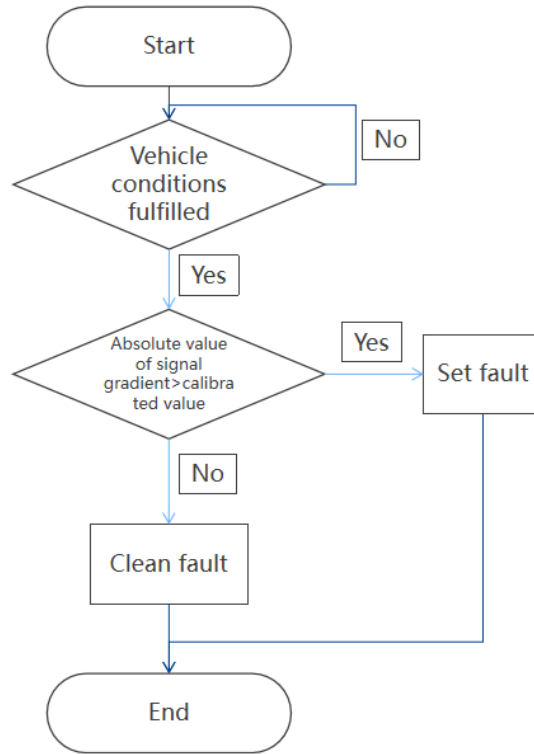 Start
No
Vehicle
conditions
fulfilled
Yes
Absolute value
of signal
gradient>calibra
ted value
Yes
Set fault
No
Clean fault
End